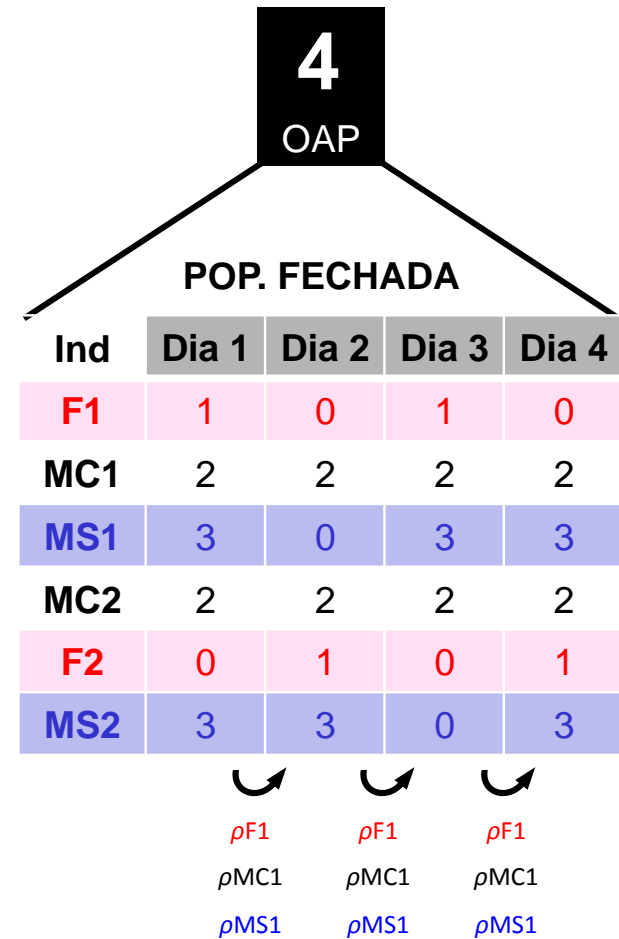 4
OAP
POP. FECHADA
Ind Dia 1 Dia 2 Dia 3 Dia 4
F1 1 0 1 0
MC1 2 2 2 2
MS1 3 0 3 3
MC2 2 2 2 2
F2 0 1 0 1
MS2 3 3 0 3
ρF1 ρF1 ρF1
ρMC1 ρMC1 ρMC1
ρMS1 ρMS1 ρMS1